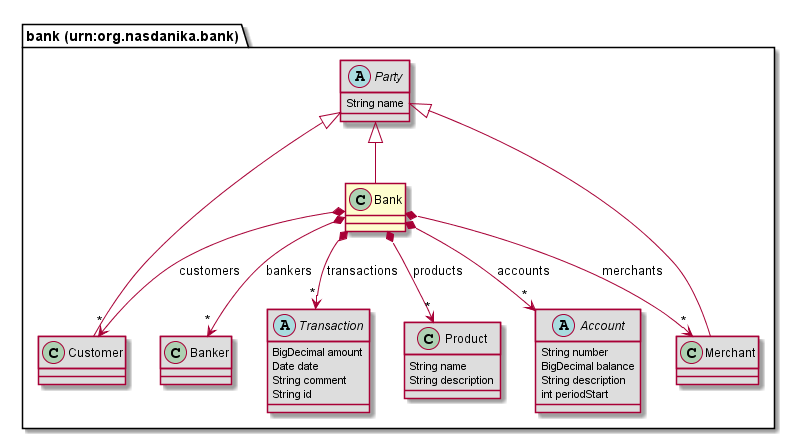 bank (urn:org.nasdanika.bank)
A Party
String name
C Bank
customers
bankers
transactions
products
accounts
merchants
*
*
*
*
*
*
C Customer
C Banker
A Transaction
BigDecimal amount
Date date
String comment
String id
C Product
String name
String description
A Account
String number
BigDecimal balance
String description
int periodStart
C Merchant